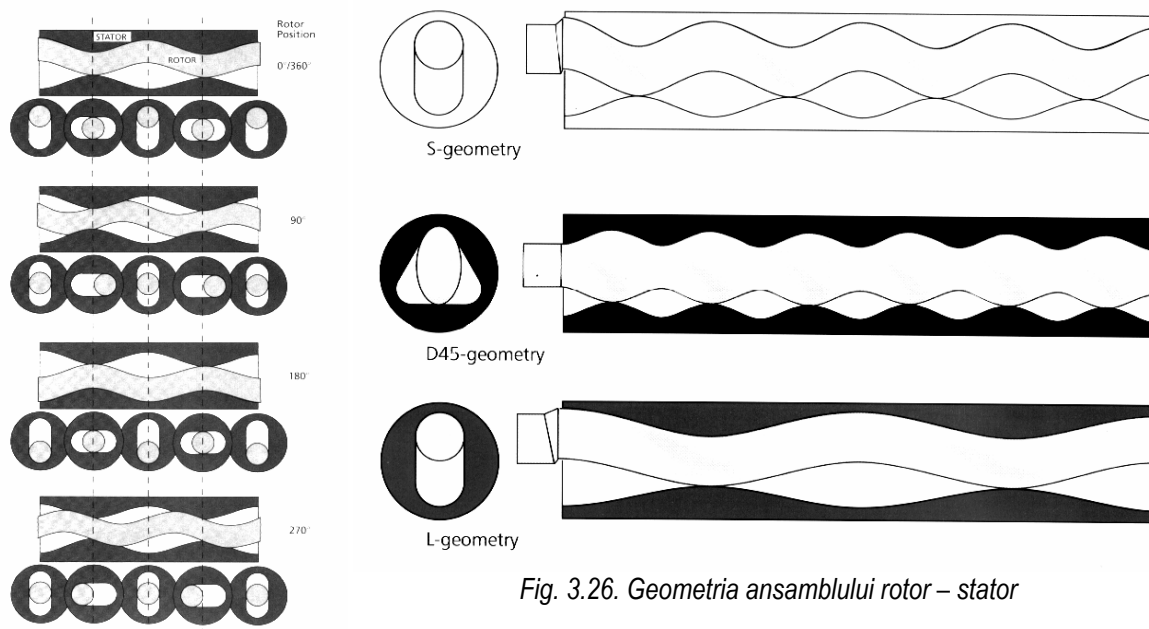 Rotor
Position
STATOR
ROTOR
0°/360°
90°
180°
270°
S-geometry
D45-geometry
L-geometry
Fig. 3.26. Geometria ansamblului rotor – stator